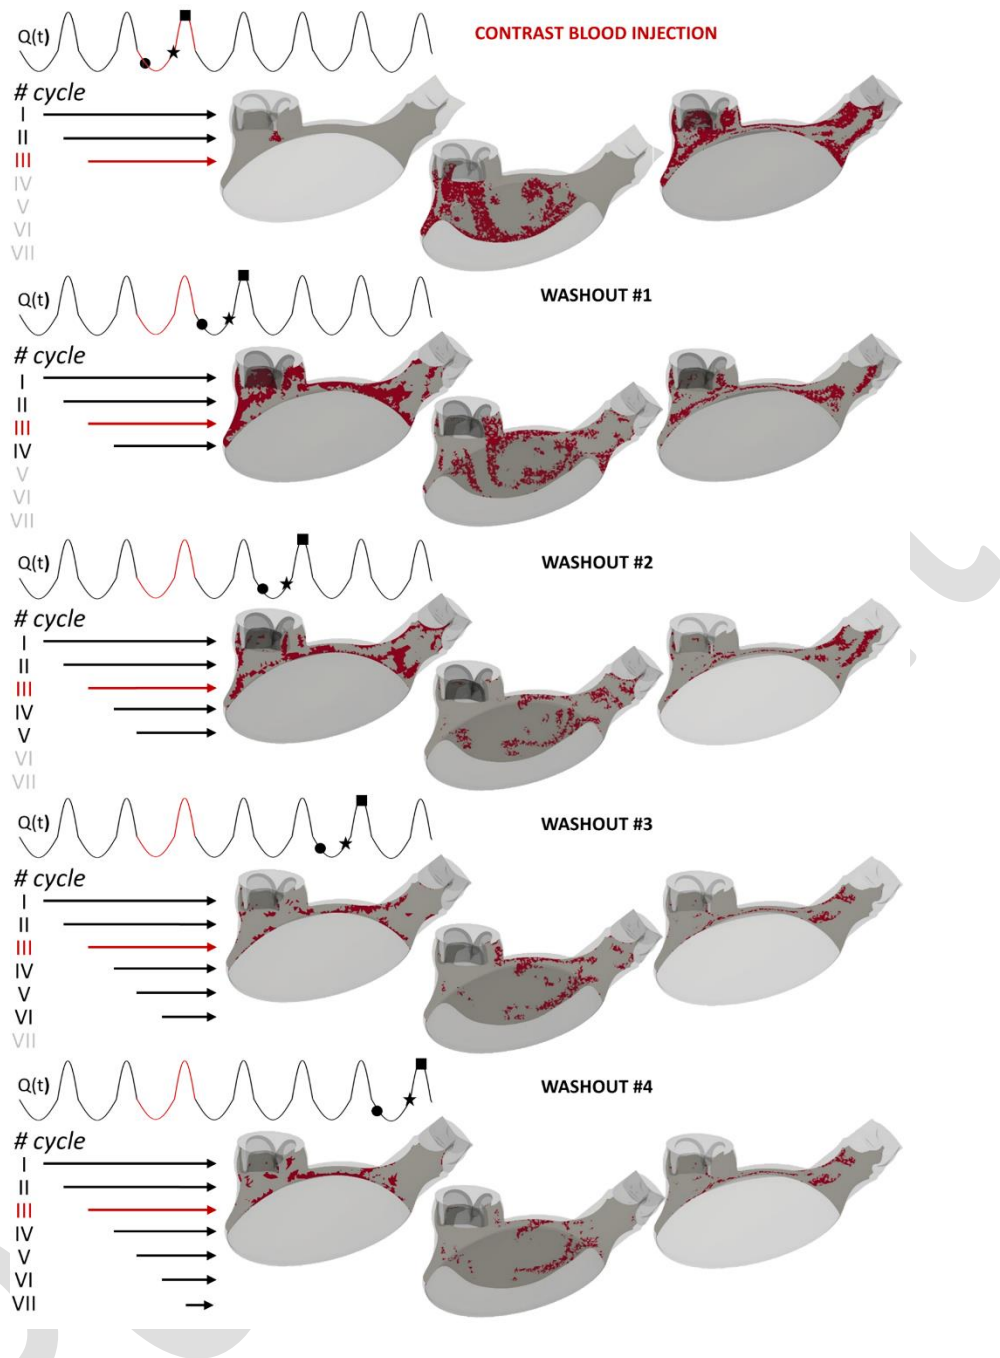 Q(t)
CONTRAST BLOOD INJECTION
# cycle
I
II
III
IV
V
VI
VII
Q(t)
WASHOUT #1
# cycle
I
II
III
IV
V
VI
VII
Q(t)
WASHOUT #2
# cycle
I
II
III
IV
V
VI
VII
Q(t)
WASHOUT #3
# cycle
I
II
III
IV
V
VI
VII
Q(t)
WASHOUT #4
# cycle
I
II
III
IV
V
VI
VII